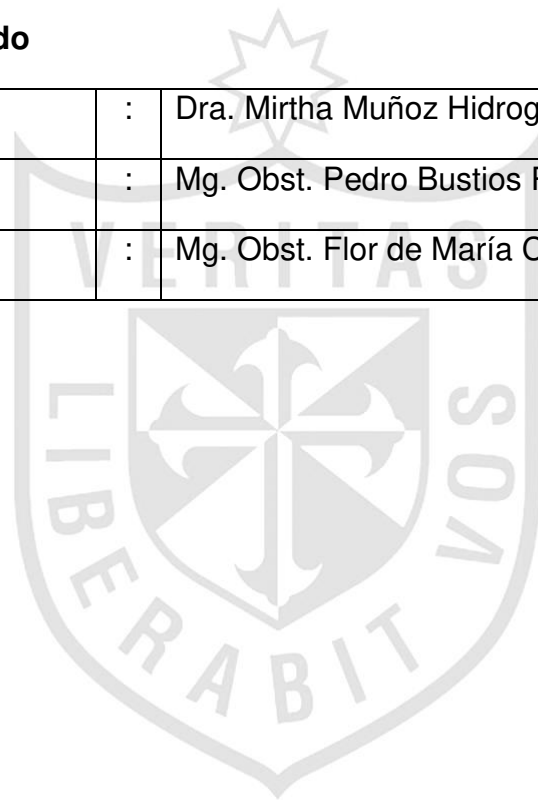 do
: Dra. Mirtha Muñoz Hidrog
: Mg. Obst. Pedro Bustios
: Mg. Obst. Flor de María
VERITAS
LIBERABIT VOS